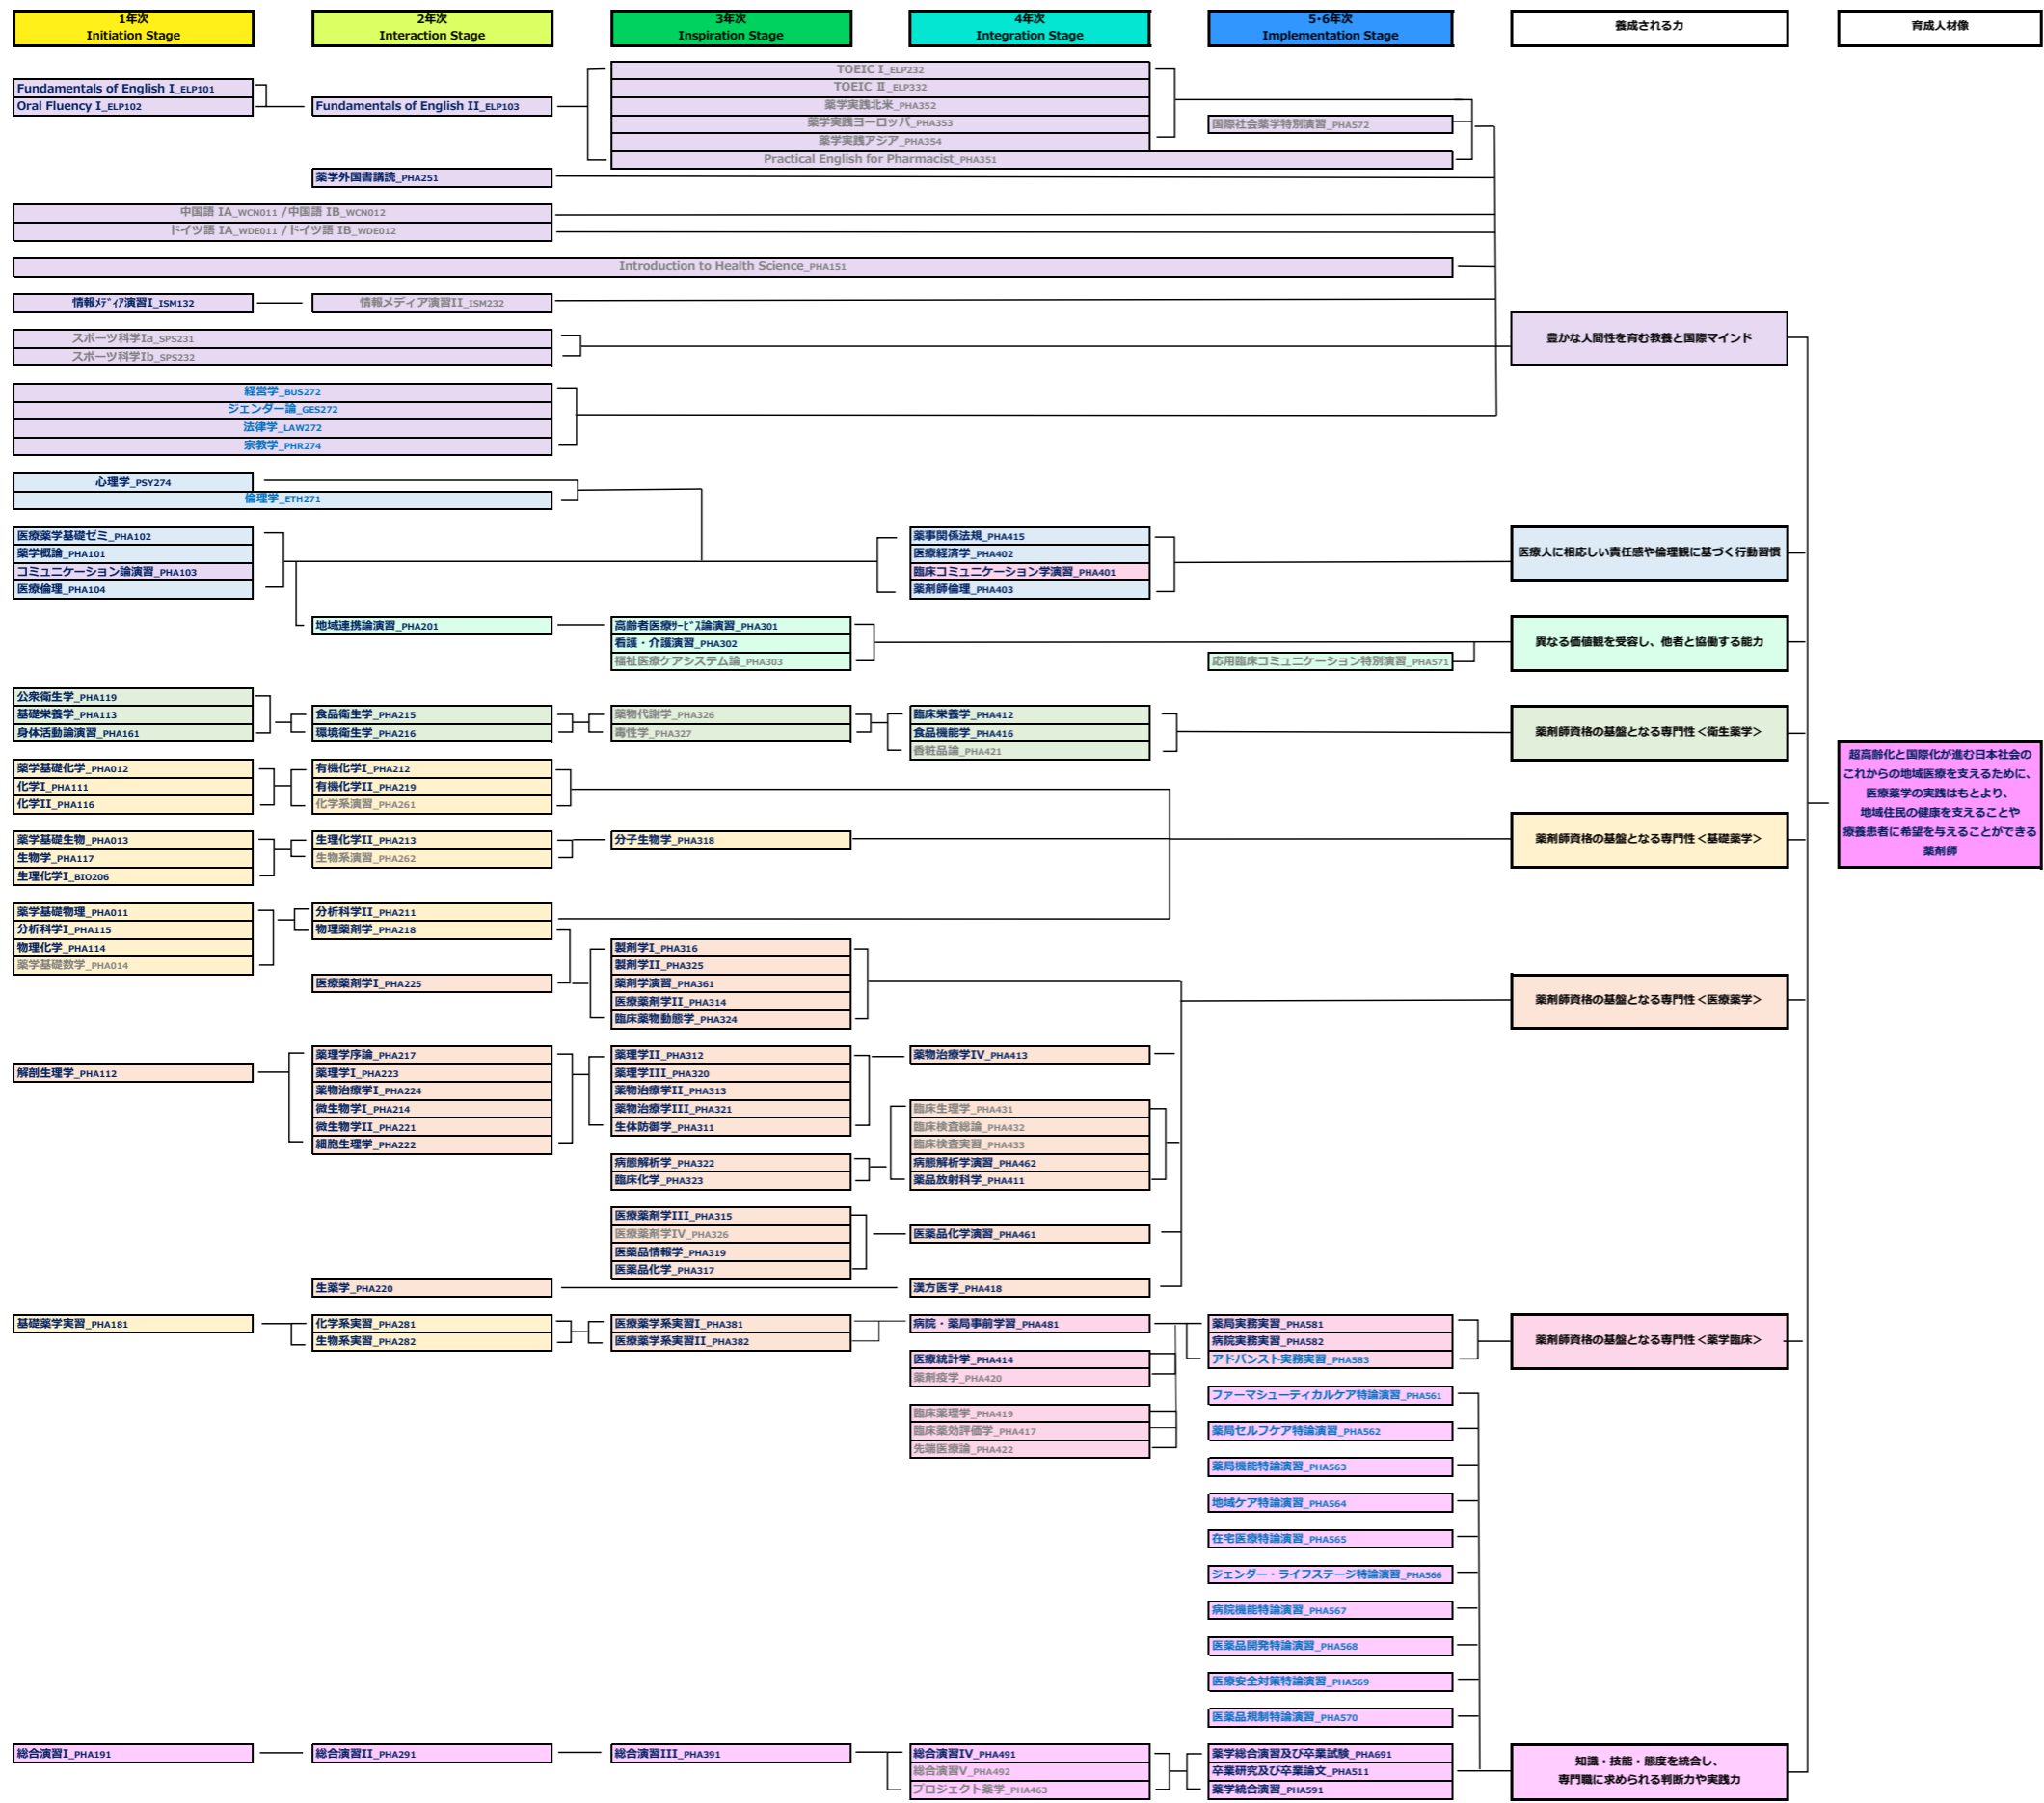 1年次
Initiation Stage
2年次
Interaction Stage
3年次
Inspiration Stage
4年次
Integration Stage
5・6年次
Implementation Stage
養成される力
育成人材像
TOEIC I_ELP232
Fundamentals of English I_ELP101
TOEIC II_ELP332
Oral Fluency I_ELP102
Fundamentals of English II_ELP103
薬学実践北米_PHA352
薬学実践ヨーロッパ_PHA353
国際社会薬学特別演習_PHA572
薬学実践アジア_PHA354
Practical English for Pharmacist_PHA351
薬学外国書講読_PHA251
中国語 IA_WCN011 /中国語 IB_WCN012
ドイツ語 IA_WDE011 /ドイツ語 IB_WDE012
Introduction to Health Science_PHA151
情報ﾒﾃﾞｨｱ演習I_ISM132
情報メディア演習II_ISM232
スポーツ科学Ia_SPS231
スポーツ科学Ib_SPS232
豊かな人間性を育む教養と国際マインド
経営学_BUS272
ジェンダー論_GES272
法律学_LAW272
宗教学_PHR274
心理学_PSY274
倫理学_ETH271
医療薬学基礎ゼミ_PHA102
薬学概論_PHA101
コミュニケーション論演習_PHA103
医療倫理_PHA104
薬事関係法規_PHA415
医療経済学_PHA402
臨床コミュニケーション学演習_PHA401
薬剤師倫理_PHA403
医療人に相応しい責任感や倫理観に基づく行動習慣
地域連携論演習_PHA201
高齢者医療ｻｰﾋﾞｽ論演習_PHA301
看護・介護演習_PHA302
福祉医療ケアシステム論_PHA303
応用臨床コミュニケーション特別演習_PHA571
異なる価値観を受容し、他者と協働する能力
公衆衛生学_PHA119
基礎栄養学_PHA113
身体活動論演習_PHA161
食品衛生学_PHA215
環境衛生学_PHA216
薬物代謝学_PHA326
毒性学_PHA327
臨床栄養学_PHA412
食品機能学_PHA416
香粧品論_PHA421
薬剤師資格の基盤となる専門性＜衛生薬学＞
薬学基礎化学_PHA012
化学I_PHA111
化学II_PHA116
有機化学I_PHA212
有機化学II_PHA219
化学系演習_PHA261
超高齢化と国際化が進む日本社会の
これからの地域医療を支えるために、
医療薬学の実践はもとより、
地域住民の健康を支えることや
療養患者に希望を与えることができる
薬剤師
薬学基礎生物_PHA013
生物学_PHA117
生理化学I_BIO206
生理化学II_PHA213
生物系演習_PHA262
分子生物学_PHA318
薬剤師資格の基盤となる専門性＜基礎薬学＞
薬学基礎物理_PHA011
分析科学I_PHA115
物理化学_PHA114
薬学基礎数学_PHA014
分析科学II_PHA211
物理薬剤学_PHA218
医療薬剤学I_PHA225
製剤学I_PHA316
製剤学II_PHA325
薬剤学演習_PHA361
医療薬剤学II_PHA314
臨床薬物動態学_PHA324
薬剤師資格の基盤となる専門性＜医療薬学＞
解剖生理学_PHA112
薬理学序論_PHA217
薬理学I_PHA223
薬物治療学I_PHA224
微生物学I_PHA214
微生物学II_PHA221
細胞生理学_PHA222
薬理学II_PHA312
薬理学III_PHA320
薬物治療学II_PHA313
薬物治療学III_PHA321
生体防御学_PHA311
薬物治療学IV_PHA413
臨床生理学_PHA431
臨床検査総論_PHA432
臨床検査実習_PHA433
病態解析学演習_PHA462
薬品放射科学_PHA411
病態解析学_PHA322
臨床化学_PHA323
医療薬剤学III_PHA315
医療薬剤学IV_PHA326
医薬品情報学_PHA319
医薬品化学_PHA317
医薬品化学演習_PHA461
生薬学_PHA220
漢方医学_PHA418
基礎薬学実習_PHA181
化学系実習_PHA281
生物系実習_PHA282
医療薬学系実習I_PHA381
医療薬学系実習II_PHA382
病院・薬局事前学習_PHA481
医療統計学_PHA414
薬剤疫学_PHA420
臨床薬理学_PHA419
臨床薬効評価学_PHA417
先端医療論_PHA422
薬局実務実習_PHA581
病院実務実習_PHA582
アドバンスト実務実習_PHA583
薬剤師資格の基盤となる専門性＜薬学臨床＞
ファーマシューティカルケア特論演習_PHA561
薬局セルフケア特論演習_PHA562
薬局機能特論演習_PHA563
地域ケア特論演習_PHA564
在宅医療特論演習_PHA565
ジェンダー・ライフステージ特論演習_PHA566
病院機能特論演習_PHA567
医薬品開発特論演習_PHA568
医療安全対策特論演習_PHA569
医薬品規制特論演習_PHA570
総合演習I_PHA191
総合演習II_PHA291
総合演習III_PHA391
総合演習IV_PHA491
総合演習V_PHA492
プロジェクト薬学_PHA463
薬学総合演習及び卒業試験_PHA691
卒業研究及び卒業論文_PHA511
薬学統合演習_PHA591
知識・技能・態度を統合し、
専門職に求められる判断力や実践力